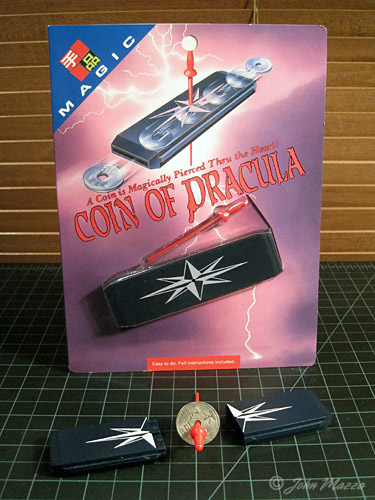 手品
MAGIC
A Coin is Magically Pierced Thru the Heart!
COIN OF DRACULA
Easy to do. Full instructions included.
© John Mazza